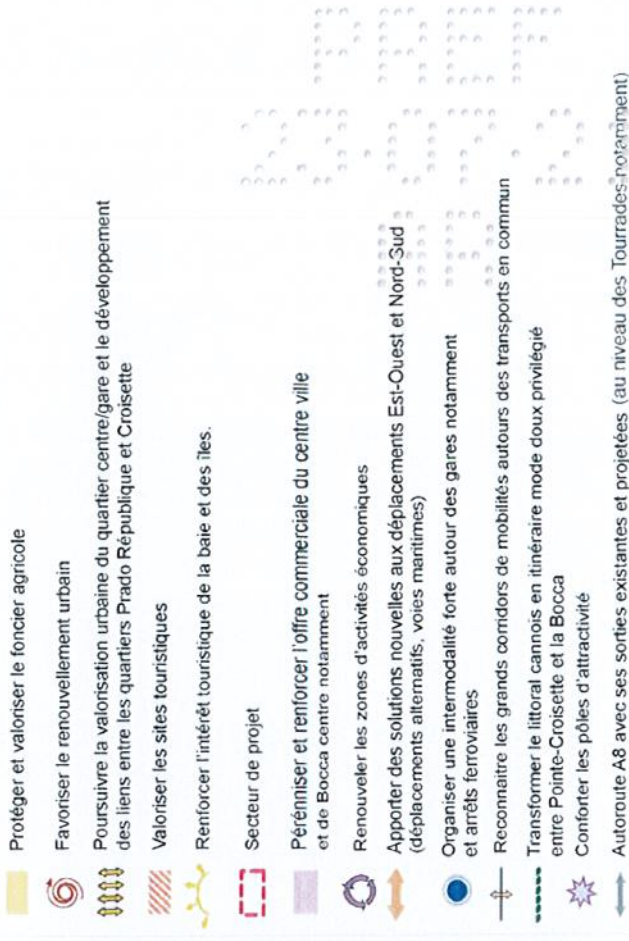 Protéger et valoriser le foncier agricole
Favoriser le renouvellement urbain
Poursuivre la valorisation urbaine du quartier centre/gare et le développement
des liens entre les quartiers Prado République et Croisette
Valoriser les sites touristiques
Renforcer l'intérêt touristique de la baie et des îles.
Secteur de projet
Pérénniser et renforcer l'offre commerciale du centre ville
et de Bocca centre notamment
Renouveler les zones d'activités économiques
Apporter des solutions nouvelles aux déplacements Est-Ouest et Nord-Sud
(déplacements alternatifs, voies maritimes)
Organiser une intermodalité forte autour des gares notamment
et arrêts ferroviaires
Reconnaitre les grands corridors de mobilités autours des transports en commun
Transformer le littoral cannois en itinéraire mode doux privilégié
entre Pointe-Croisette et la Bocca
Conforter les pôles d'attractivité
Autoroute A8 avec ses sorties existantes et projetées (au niveau des Tourrades notamment)